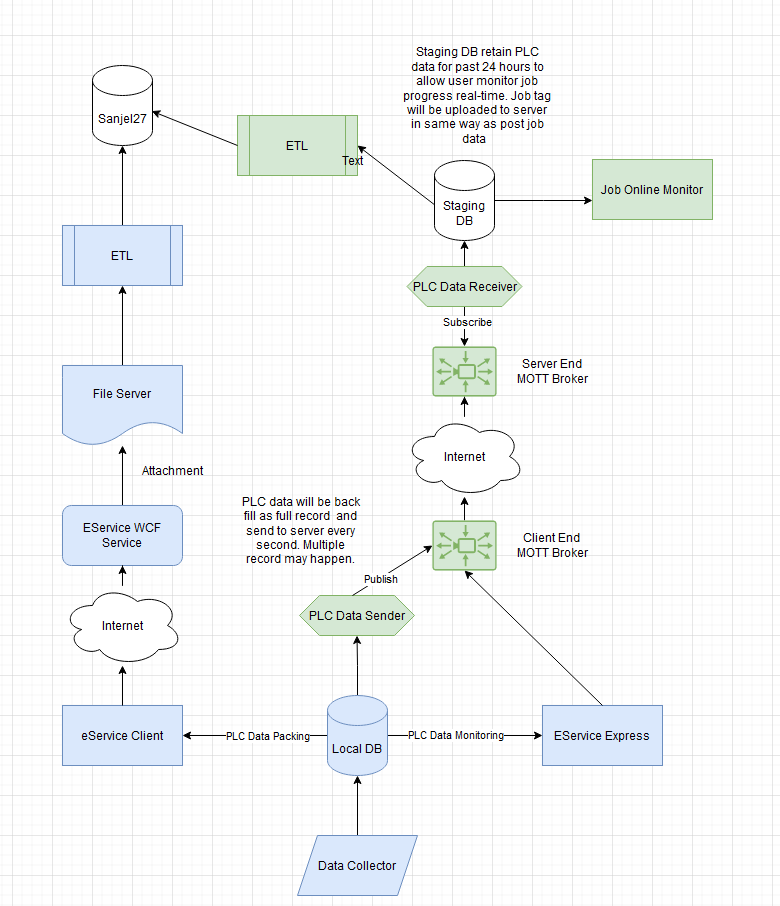 Staging DB retain PLC
data for past 24 hours to
allow user monitor job
progress real-time. Job tag
will be uploaded to server
in same way as post job
data
Sanjel27
ETL
Text
Staging
DB
Job Online Monitor
ETL
PLC Data Receiver
Subscribe
Server End
MOTT Broker
File Server
Internet
Attachment
PLC data will be back
fill as full record and
send to server every
second. Multiple
record may happen.
EService WCF
Service
Client End
MOTT Broker
Publish
PLC Data Sender
Internet
eService Client
PLC Data Packing
Local DB
PLC Data Monitoring
EService Express
Data Collector